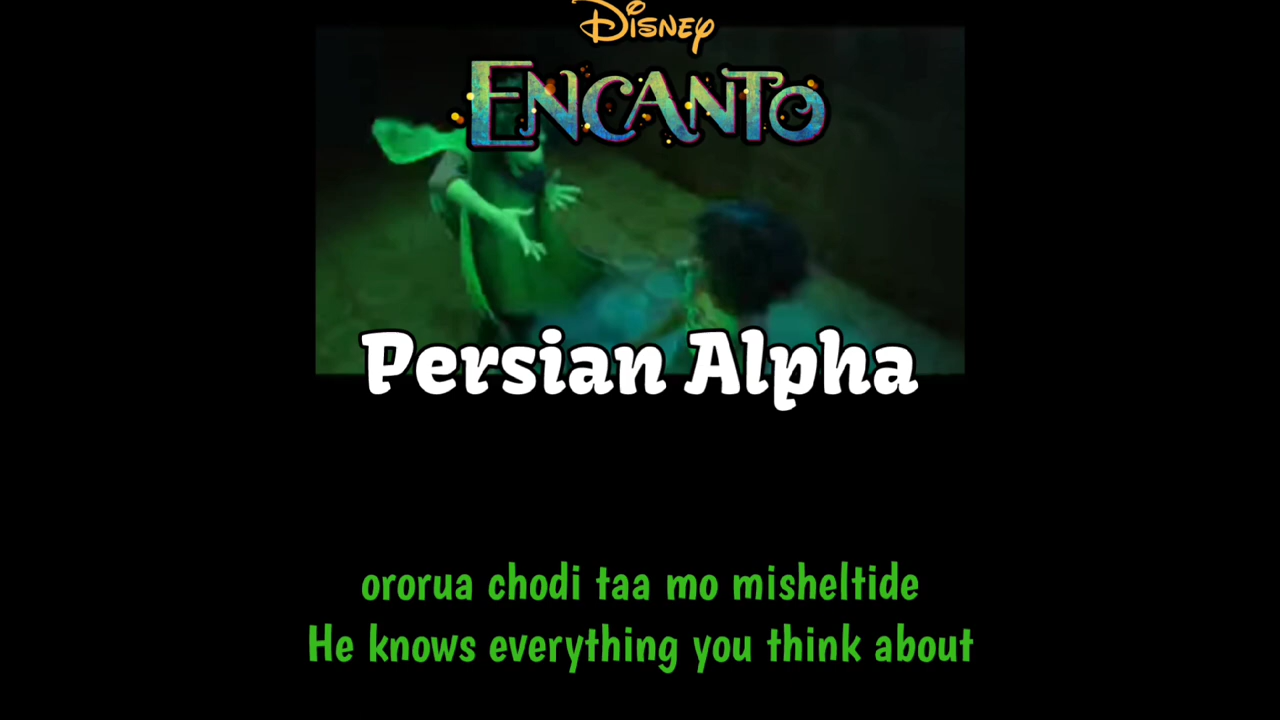 Disney
ENCANTO
Persian Alpha
ororua chodi taa mo misheltide
He knows everything you think about